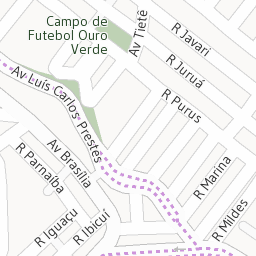 Campo de
Futebol Ouro
Verde
Av Tietê
R Javari
R Juruá
R Purus
Av Luís Carlos Prestes
Av Brasília
R Parnaíba
R Iguaçu
R Ibicuí
R Marina
R Mildes